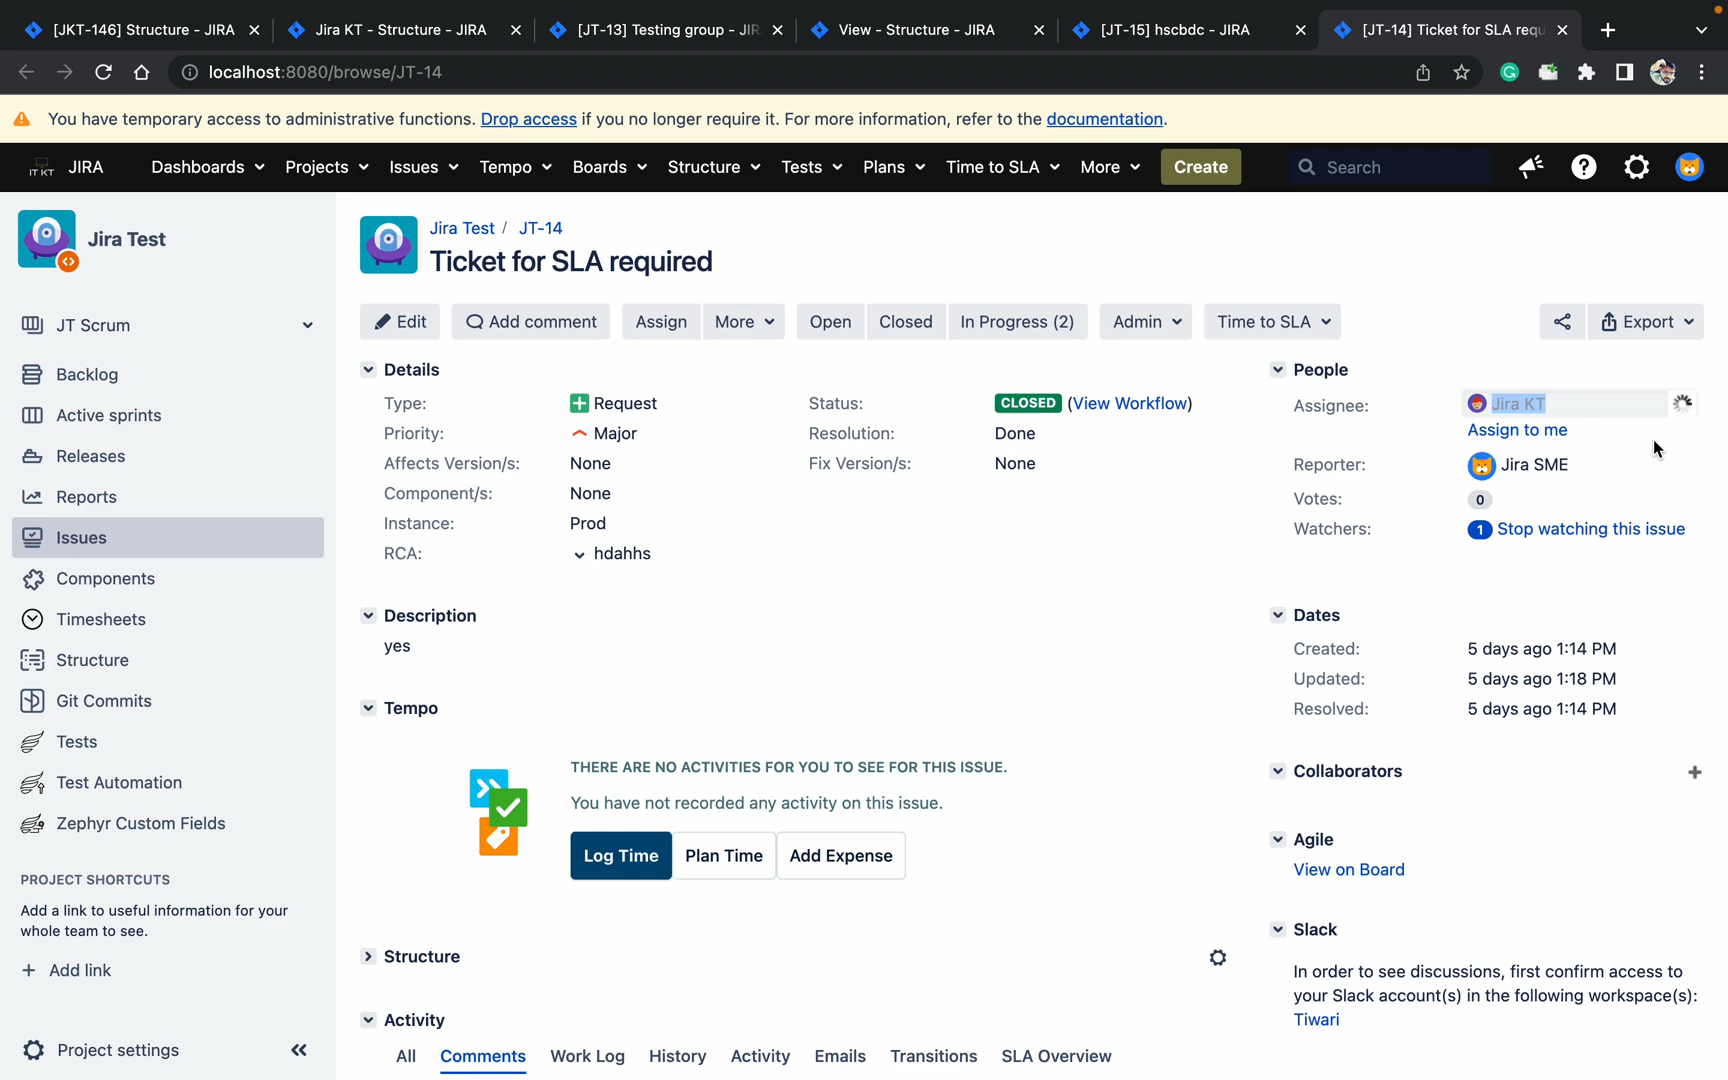 [JKT-146] Structure - JIRA
Jira KT - Structure - JIRA
[JT-13] Testing group - JIR
View - Structure - JIRA
[JT-15] hscbdc - JIRA
[JT-14] Ticket for SLA requ
localhost:8080/browse/JT-14
You have temporary access to administrative functions. Drop access if you no longer require it. For more information, refer to the documentation.
IT KT JIRA Dashboards Projects Issues Tempo Boards Structure Tests Plans Time to SLA More Create Search
Jira Test
JT Scrum
Backlog
Active sprints
Releases
Reports
Issues
Components
Timesheets
Structure
Git Commits
Tests
Test Automation
Zephyr Custom Fields
PROJECT SHORTCUTS
Add a link to useful information for your
whole team to see.
+ Add link
Project settings
Jira Test / JT-14
Ticket for SLA required
Edit Add comment Assign More Open Closed In Progress (2) Admin Time to SLA Export
Details
Type: Request
Priority: Major
Affects Version/s: None
Component/s: None
Instance: Prod
RCA: hdahhs
Status: CLOSED (View Workflow)
Resolution: Done
Fix Version/s: None
Description
yes
Tempo
THERE ARE NO ACTIVITIES FOR YOU TO SEE FOR THIS ISSUE.
You have not recorded any activity on this issue.
Log Time Plan Time Add Expense
Structure
Activity
All Comments Work Log History Activity Emails Transitions SLA Overview
People
Assignee: Jira KT
Assign to me
Reporter: Jira SME
Votes: 0
Watchers: 1 Stop watching this issue
Dates
Created: 5 days ago 1:14 PM
Updated: 5 days ago 1:18 PM
Resolved: 5 days ago 1:14 PM
Collaborators
Agile
View on Board
Slack
In order to see discussions, first confirm access to
your Slack account(s) in the following workspace(s):
Tiwari